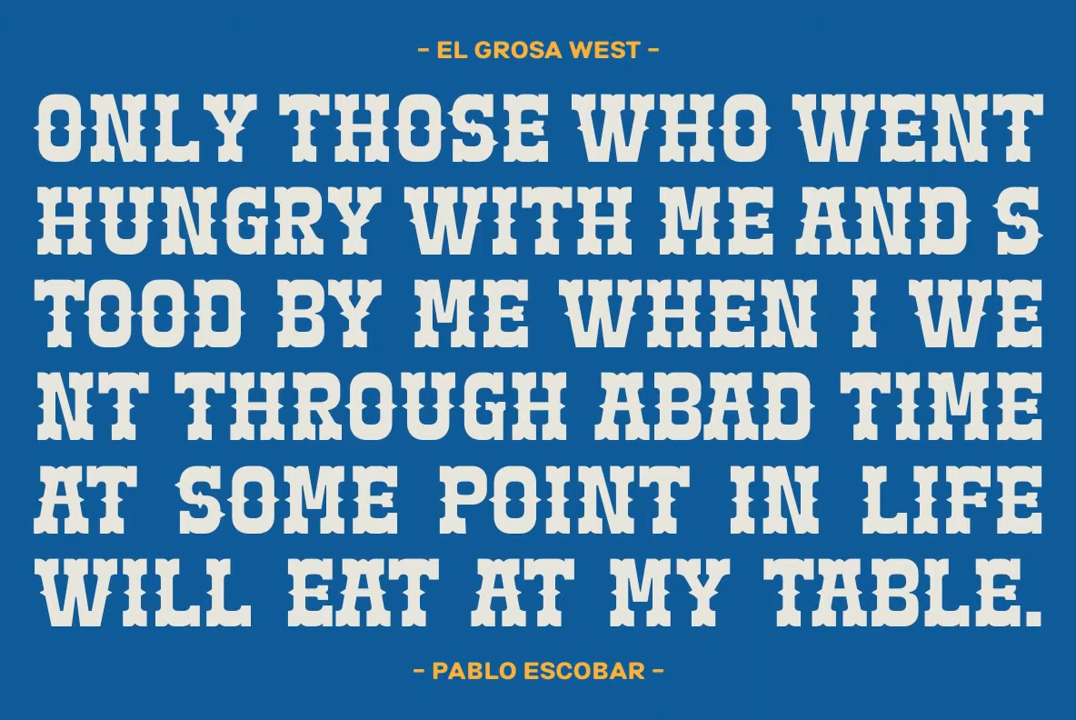 - EL GROSA WEST -
ONLY THOSE WHO WENT
HUNGRY WITH ME AND S
TOOD BY ME WHEN I WE
NT THROUGH ABAD TIME
AT SOME POINT IN LIFE
WILL EAT AT MY TABLE.
- PABLO ESCOBAR -